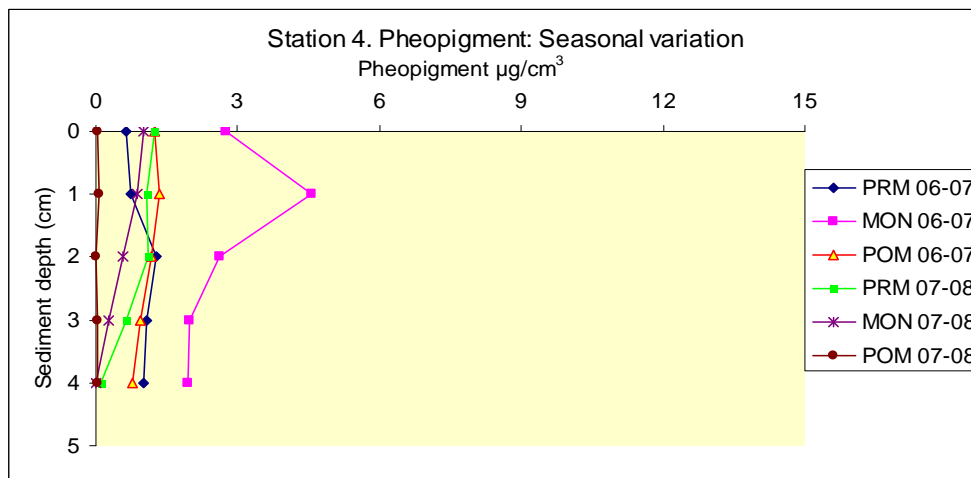 Station 4. Pheopigment: Seasonal variation
Pheopigment µg/cm³
0 3 6 9 12 15
0
1
2
3
4
5
Sediment depth (cm)
PRM 06-07
MON 06-07
POM 06-07
PRM 07-08
MON 07-08
POM 07-08